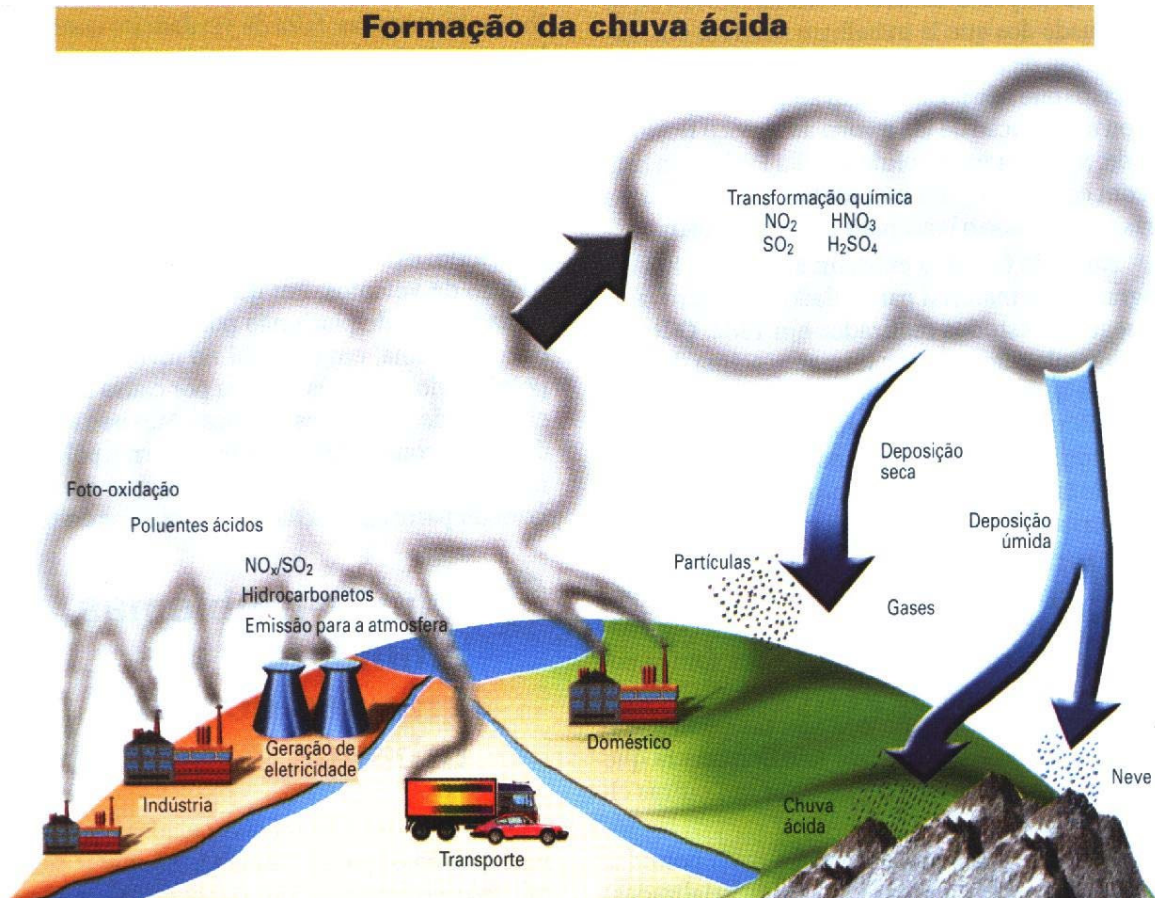 Formação da chuva ácida
Transformação química
NO₂ HNO₃
SO₂ H₂SO₄
Foto-oxidação
Poluentes ácidos
NOₓ/SO₂
Hidrocarbonetos
Emissão para a atmosfera
Deposição
seca
Deposição
úmida
Partículas
Gases
Geração de
eletricidade
Indústria
Doméstico
Transporte
Chuva
ácida
Neve